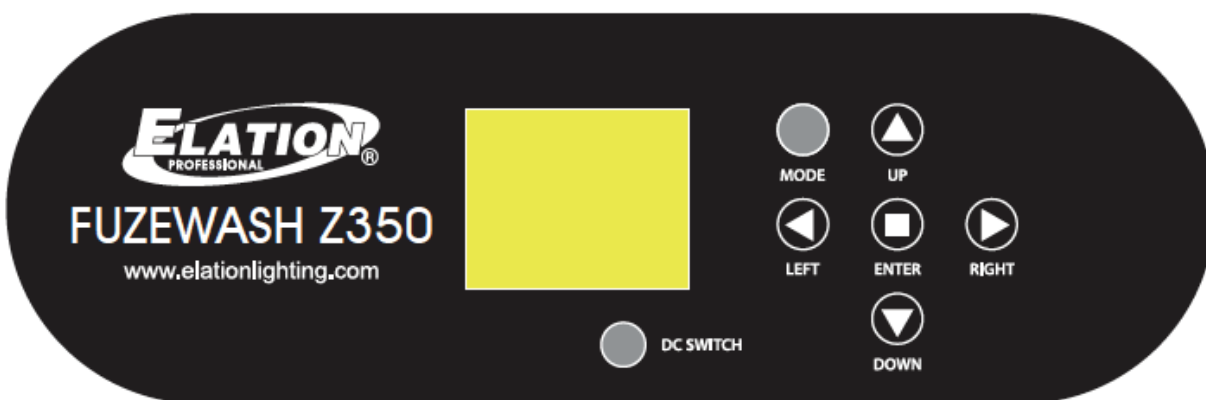 ELATION
PROFESSIONAL
®
FUZEWASH Z350
www.elationlighting.com
MODE
UP
LEFT
ENTER
RIGHT
DC SWITCH
DOWN